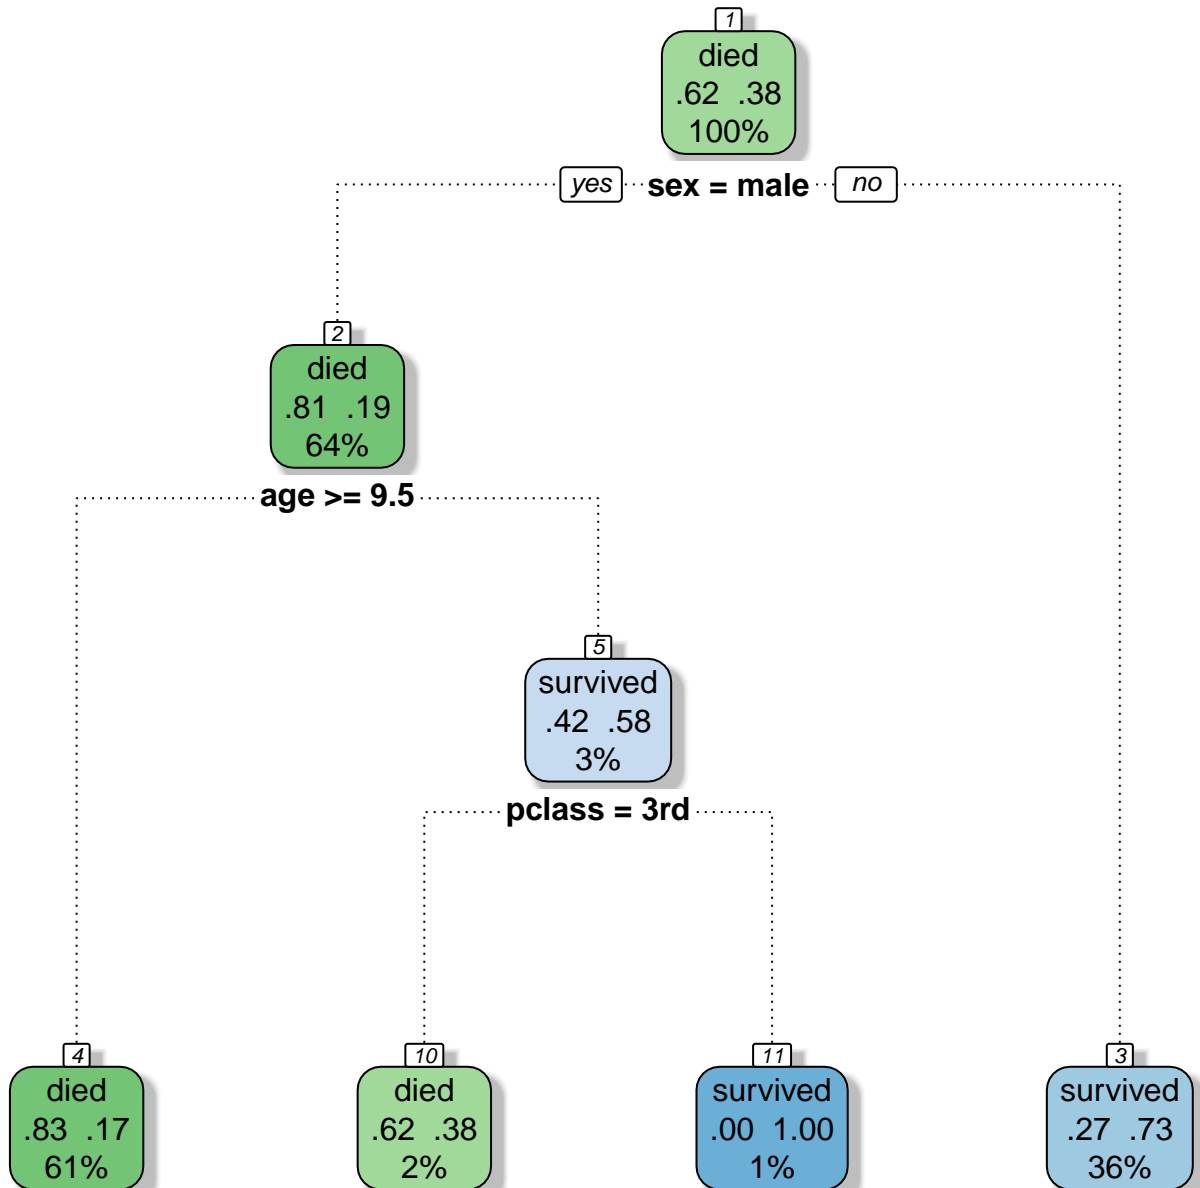 1
died
.62 .38
100%
yes sex = male no
2
died
.81 .19
64%
age >= 9.5
5
survived
.42 .58
3%
pclass = 3rd
4
died
.83 .17
61%
10
died
.62 .38
2%
11
survived
.00 1.00
1%
3
survived
.27 .73
36%